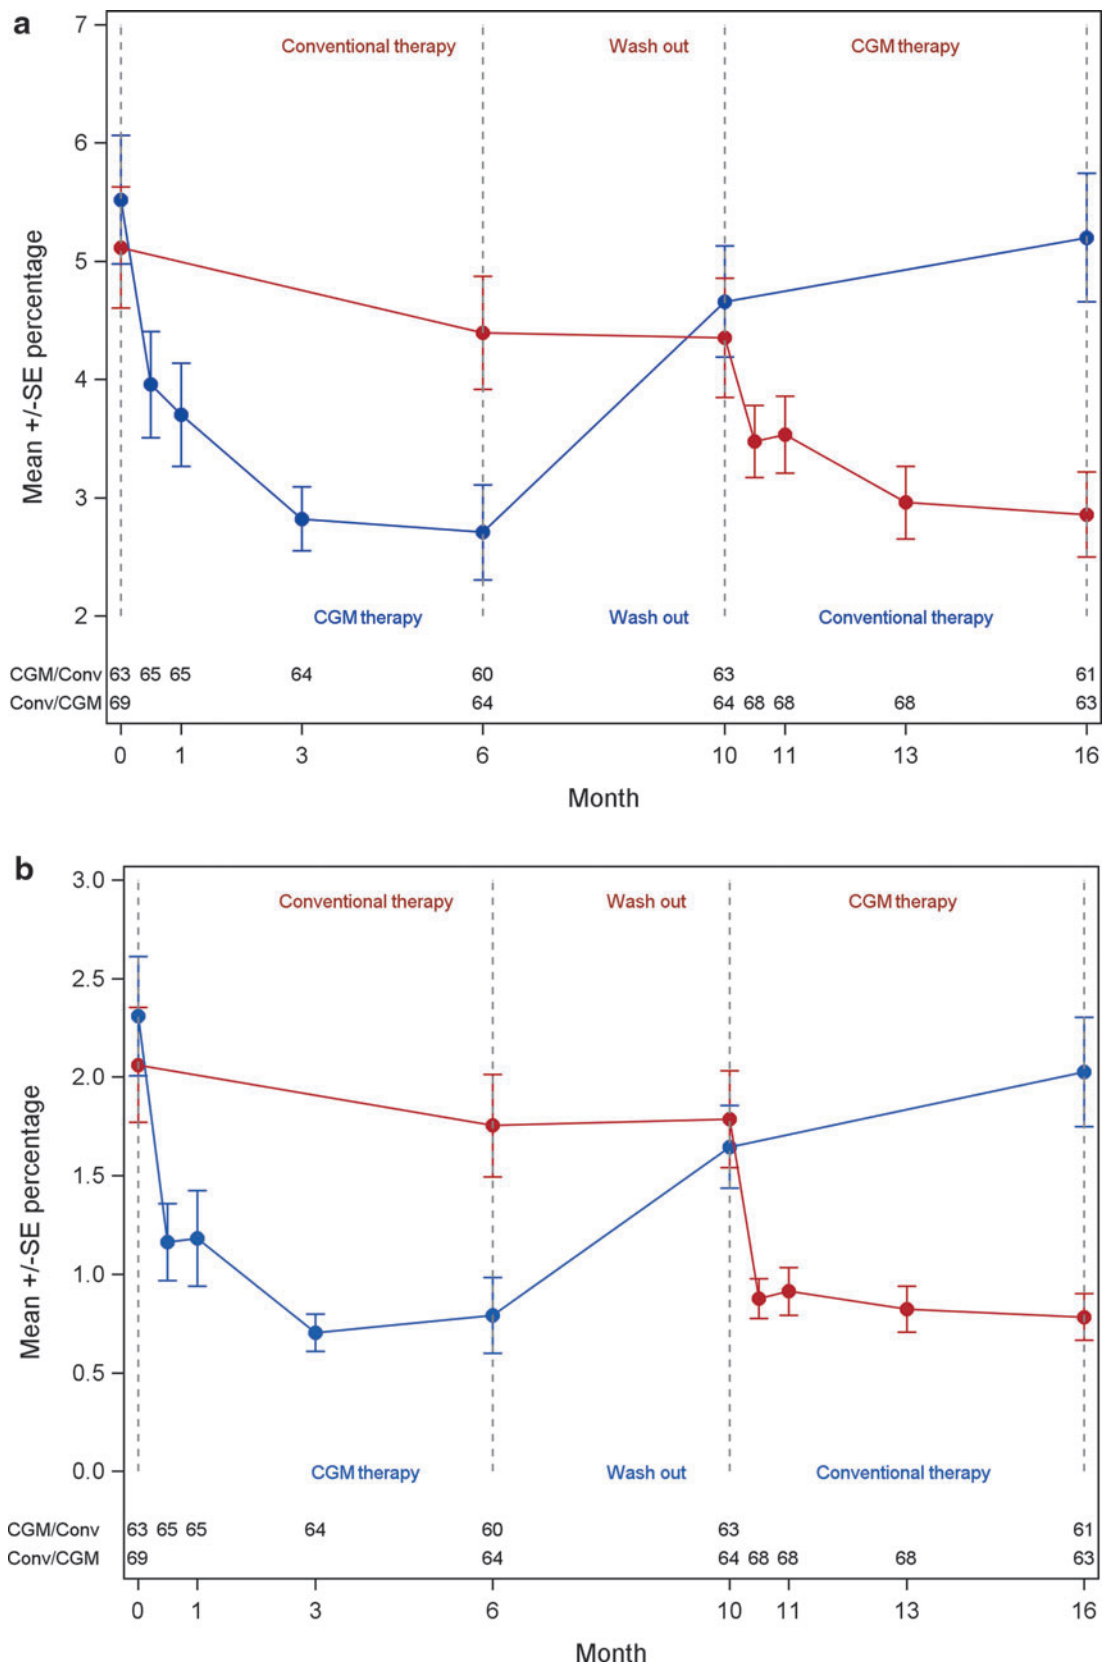 a
7
Conventional therapy Wash out CGM therapy
6
5
4
3
2
Mean +/-SE percentage
CGM therapy Wash out Conventional therapy
CGM/Conv 63 65 65 64 60 63 61
Conv/CGM 69 64 64 68 68 68 63
0 1 3 6 10 11 13 16
Month
b
3.0
Conventional therapy Wash out CGM therapy
2.5
2.0
1.5
1.0
0.5
0.0
Mean +/-SE percentage
CGM therapy Wash out Conventional therapy
CGM/Conv 63 65 65 64 60 63 61
Conv/CGM 69 64 64 68 68 68 63
0 1 3 6 10 11 13 16
Month